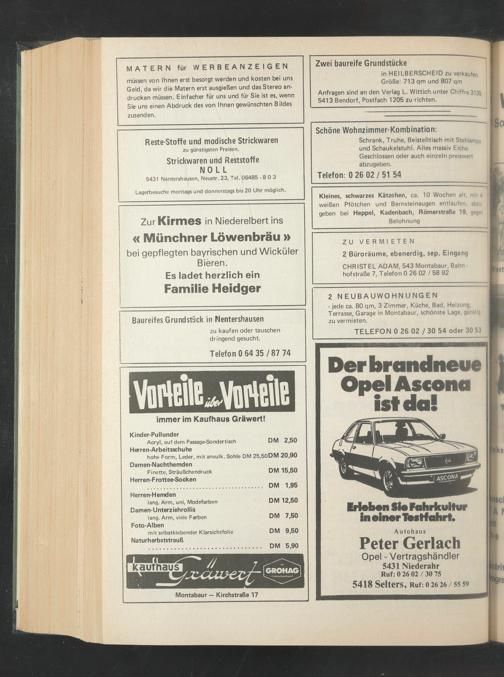 MATERN für WERBEANZEIGEN
müssen von Ihnen erst besorgt werden und kosten bei uns
Geld, da wir die Matern erst ausgießen und das Stereo an-
drucken müssen. Einfacher für uns und für Sie ist es, wenn
Sie uns einen Abdruck des von Ihnen gewünschten Bildes
zusenden.
Reste-Stoffe und modische Strickwaren
zu günstigsten Preisen.
Strickwaren und Reststoffe
NOLL
5431 Nentershausen, Neustr. 23, Tel. 06485 - 8 0 3
Lagerbesuche montags und donnerstags bis 20 Uhr möglich.
Zur Kirmes in Niederelbert ins
« Münchner Löwenbräu »
bei gepflegten bayrischen und Wicküler
Bieren.
Es ladet herzlich ein
Familie Heidger
Baureifes Grundstick in Nentershausen
zu kaufen oder tauschen
dringend gesucht.
Telefon 0 64 35 / 87 74
Vorteile über Vorteile
immer im Kaufhaus Gräwert!
Kinder-Pullunder
Acryl, auf dem Passage-Sondertisch DM 2,50
Herren-Arbeitsschuhe
hohe Form, Leder, mit anvulk. Sohle DM 25,50 DM 20,90
Damen-Nachthemden
Finette, Sträußchendruck DM 15,50
Herren-Frottee-Socken
DM 1,95
Herren-Hemden
lang. Arm, uni, Modefarben DM 12,50
Damen-Unterziehrollis
lang. Arm, viele Farben DM 7,50
Foto-Alben
mit selbstklebender Klarsichtfolie DM 9,50
Naturherbststrauß
DM 5,90
kaufhaus Gräwert GROHAG
Montabaur – Kirchstraße 17
Zwei baureife Grundstücke
in HEILBERSCHEID zu verkaufen
Größe: 713 qm und 807 qm
Anfragen sind an den Verlag L. Wittich unter Chiffre 3139
5413 Bendorf, Postfach 1205 zu richten.
Schöne Wohnzimmer-Kombination:
Schrank, Truhe, Beistelltisch mit Stehlampe
und Schaukelstuhl. Alles massiv Eiche.
Geschlossen oder auch einzeln preiswert
abzugeben.
Telefon: 0 26 02 / 51 54
Kleines, schwarzes Kätzchen, ca. 10 Wochen alt, mit 4
weißen Pfötchen und Bernsteinaugen entlaufen, abzu-
geben bei Heppel, Kadenbach, Römerstraße 19, gegen
Belohnung
ZU VERMIETEN
2 Büroräume, ebenerdig, sep. Eingang
CHRISTEL ADAM, 543 Montabaur, Bahn-
hofstraße 7, Telefon 0 26 02 / 58 92
2 NEUBAUWOHNUNGEN
- jede ca. 80 qm, 3 Zimmer, Küche, Bad, Heizung,
Terrasse, Garage in Montabaur, schönste Lage, günstig
zu vermieten.
TELEFON 0 26 02 / 30 54 oder 30 53
Der brandneue
Opel Ascona
ist da!
ASCONA
Erleben Sie Fahrkultur
in einer Testfahrt.
Autohaus
Peter Gerlach
Opel - Vertragshändler
5431 Niederahr
Ruf: 0 26 02 / 30 75
5418 Selters, Ruf: 0 26 26 / 55 59